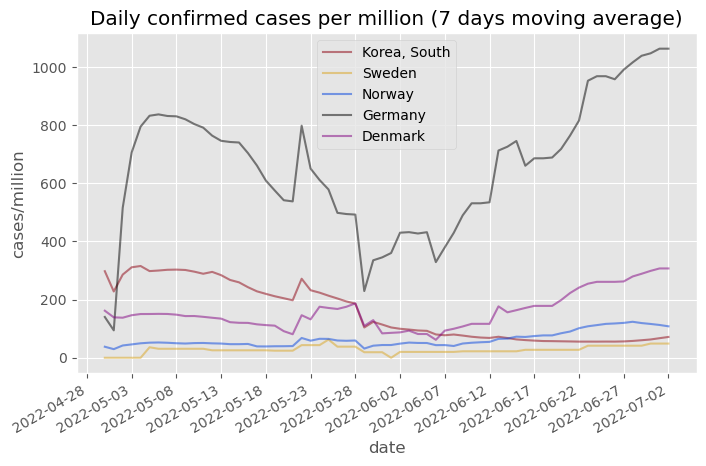 Daily confirmed cases per million (7 days moving average)
Korea, South
Sweden
Norway
Germany
Denmark
cases/million
1000
800
600
400
200
0
2022-04-28
2022-05-03
2022-05-08
2022-05-13
2022-05-18
2022-05-23
2022-05-28
2022-06-02
2022-06-07
2022-06-12
2022-06-17
2022-06-22
2022-06-27
2022-07-02
date